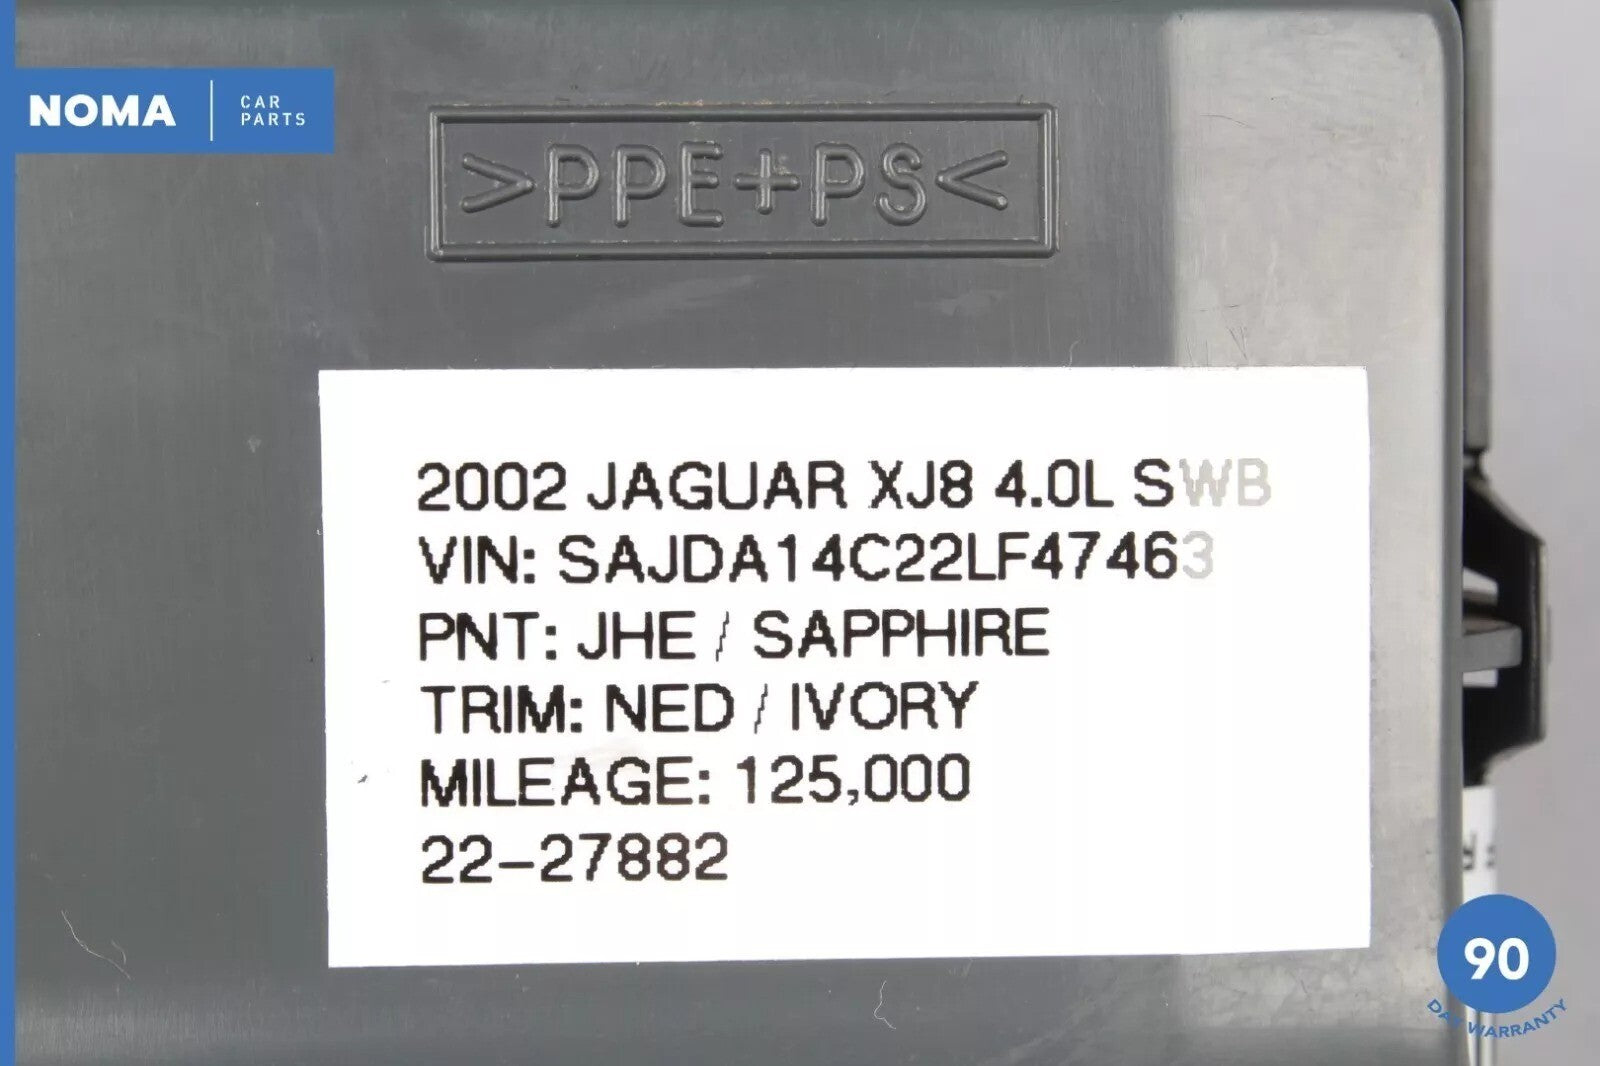 NOMA
CAR
PARTS
>PPE+PS<
2002 JAGUAR XJ8 4.0L SWB
VIN: SAJDA14C22LF47463
PNT: JHE / SAPPHIRE
TRIM: NED / IVORY
MILEAGE: 125,000
22-27882
90
DAY WARRANTY